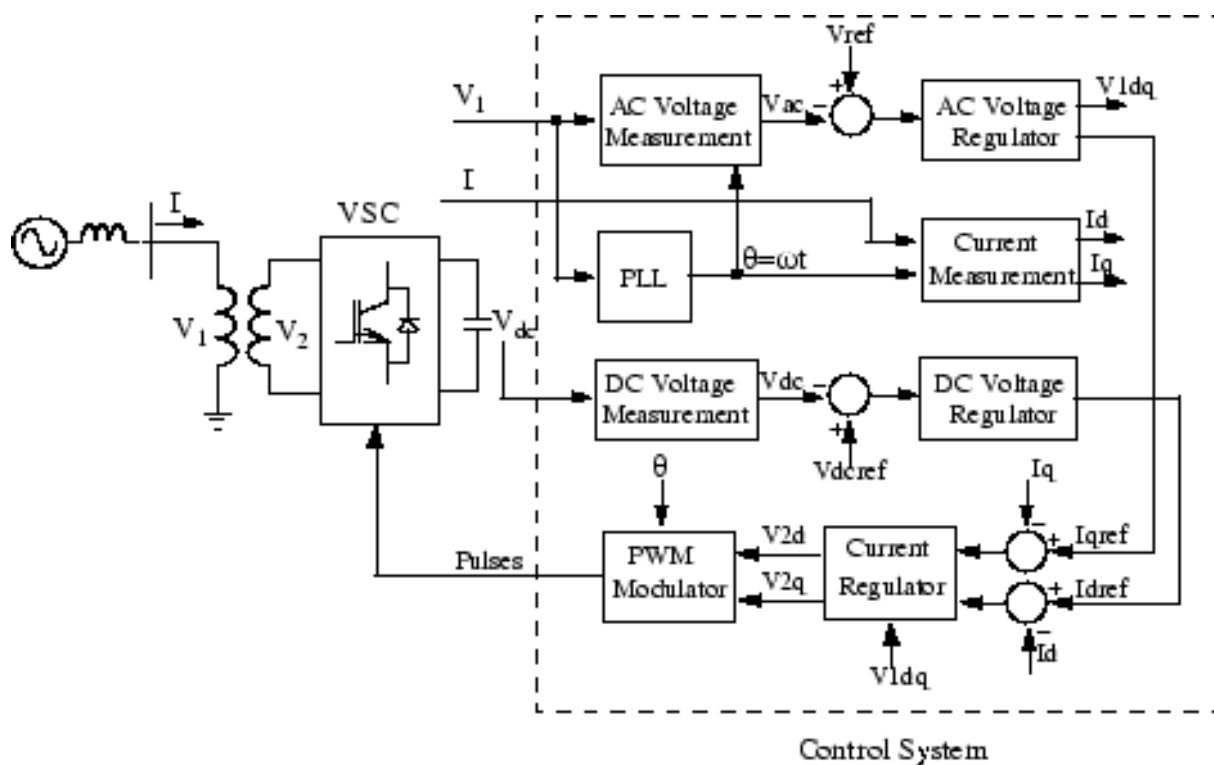 Vref
V1
AC Voltage
Measurement
Vac
+
−
AC Voltage
Regulator
V1dq
I
I
VSC
PLL
θ=ωt
Current
Measurement
Id
Iq
V1
V2
Vdc
DC Voltage
Measurement
Vdc
−
+
Vdcref
DC Voltage
Regulator
θ
Iq
Pulses
PWM
Modulator
V2d
V2q
Current
Regulator
−
+
Iqref
+
Idref
−
Id
V1dq
Control System